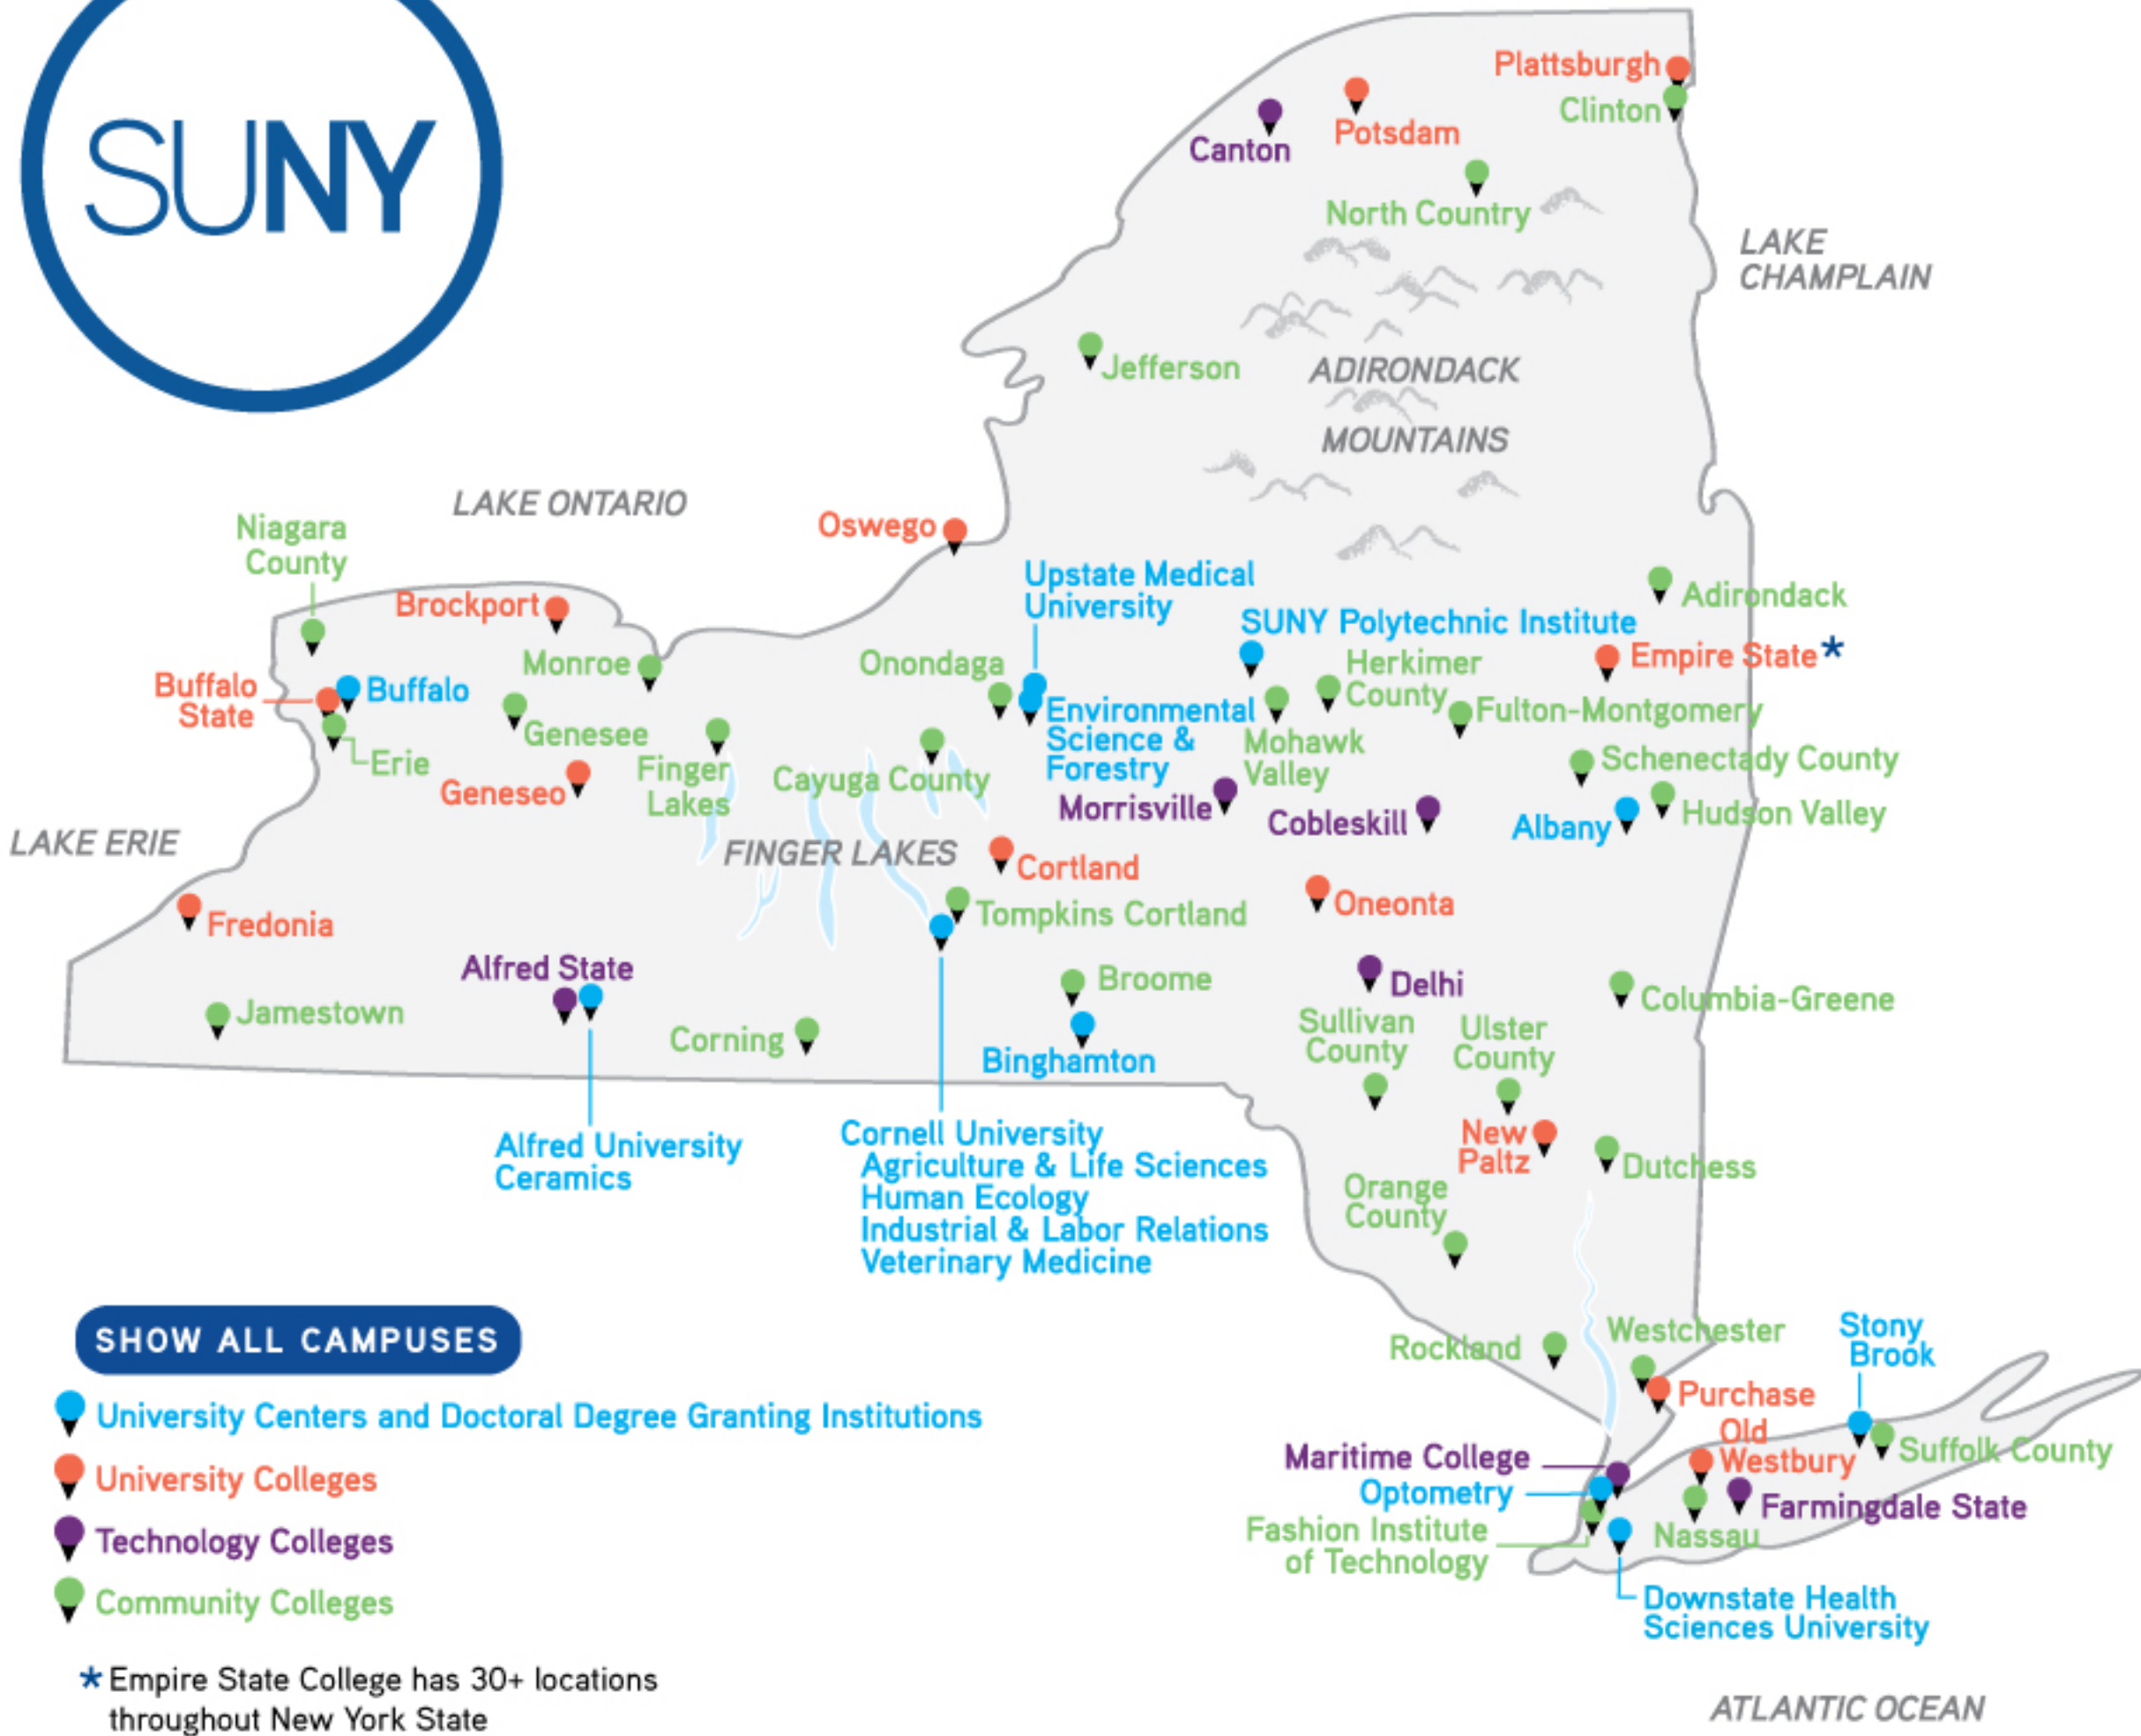 SUNY
Plattsburgh
Clinton
Potsdam
Canton
North Country
LAKE
CHAMPLAIN
Jefferson
ADIRONDACK
MOUNTAINS
LAKE ONTARIO
Niagara
County
Oswego
Upstate Medical
University
Brockport
Adirondack
SUNY Polytechnic Institute
Monroe
Onondaga
Herkimer
County
Empire State*
Buffalo
State
Buffalo
Environmental
Science &
Forestry
Fulton-Montgomery
Genesee
Mohawk
Valley
Erie
Finger
Lakes
Cayuga County
Schenectady County
Geneseo
Morrisville
Cobleskill
Albany
Hudson Valley
LAKE ERIE
FINGER LAKES
Cortland
Oneonta
Fredonia
Tompkins Cortland
Alfred State
Broome
Delhi
Columbia-Greene
Jamestown
Corning
Sullivan
County
Ulster
County
Binghamton
Alfred University
Ceramics
Cornell University
Agriculture & Life Sciences
Human Ecology
Industrial & Labor Relations
Veterinary Medicine
New
Paltz
Dutchess
Orange
County
Rockland
Westchester
Stony
Brook
Purchase
Old
Westbury
Suffolk County
Maritime College
Optometry
Farmingdale State
Fashion Institute
of Technology
Nassau
Downstate Health
Sciences University
SHOW ALL CAMPUSES
University Centers and Doctoral Degree Granting Institutions
University Colleges
Technology Colleges
Community Colleges
* Empire State College has 30+ locations
throughout New York State
ATLANTIC OCEAN